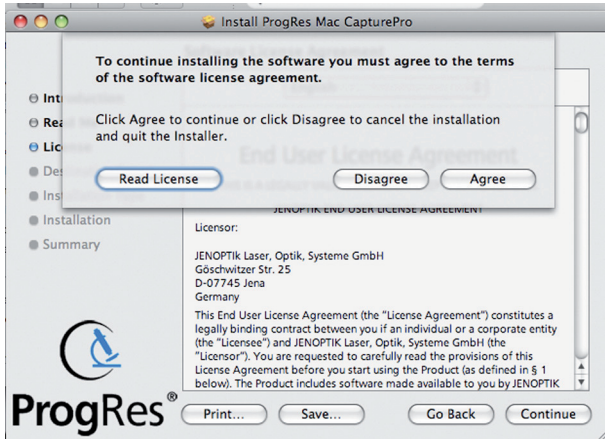 Install ProgRes Mac CapturePro
Software License Agreement
To continue installing the software you must agree to the terms
of the software license agreement.
Click Agree to continue or click Disagree to cancel the installation
and quit the Installer.
Read License
Disagree
Agree
Introduction
Installation
Summary
End User License Agreement
JENOPTIK END USER LICENSE AGREEMENT
Licensor:
JENOPTIK Laser, Optik, Systeme GmbH
Göschwitzer Str. 25
D-07745 Jena
Germany
This End User License Agreement (the "License Agreement") constitutes a
legally binding contract between you if an individual or a corporate entity
(the "Licensee") and JENOPTIK Laser, Optik, Systeme GmbH (the
"Licensor"). You are requested to carefully read the provisions of this
License Agreement before you start using the Product (as defined in § 1
below). The Product includes software made available to you by JENOPTIK
ProgRes®
Print...
Save...
Go Back
Continue